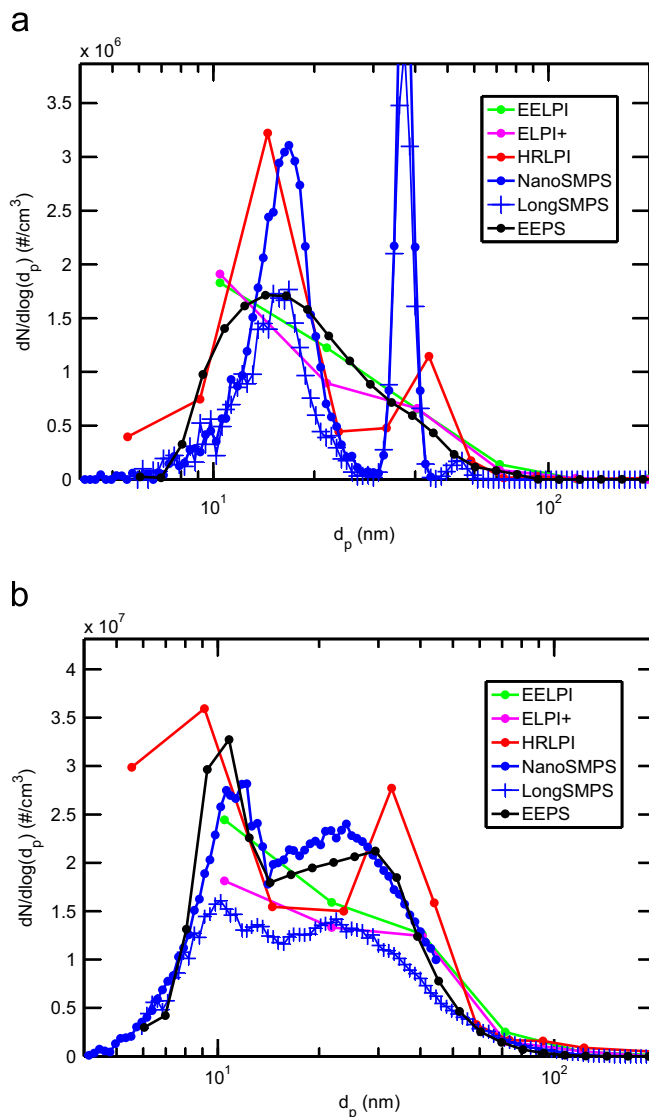 a
x 10^6
3.5
3
2.5
2
1.5
1
0.5
0
dN/dlog(d_p) (#/cm^3)
EELPI
ELPI+
HRLPI
NanoSMPS
LongSMPS
EEPS
10^1
10^2
d_p (nm)
b
x 10^7
4
3.5
3
2.5
2
1.5
1
0.5
0
dN/dlog(d_p) (#/cm^3)
EELPI
ELPI+
HRLPI
NanoSMPS
LongSMPS
EEPS
10^1
10^2
d_p (nm)